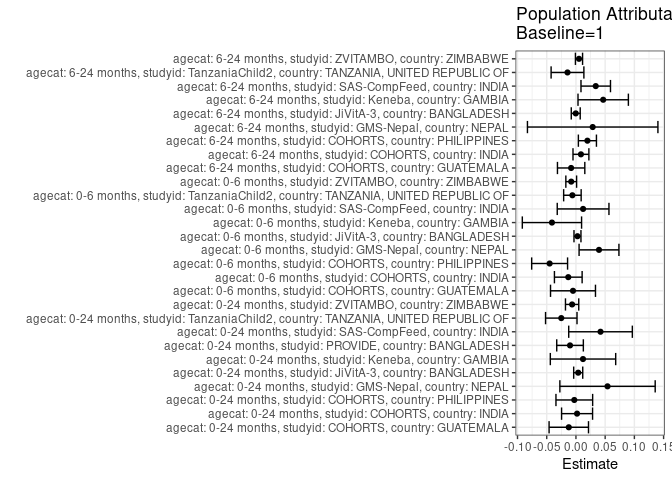 Population Attributa
Baseline=1
agecat: 6-24 months, studyid: ZVITAMBO, country: ZIMBABWE
agecat: 6-24 months, studyid: TanzaniaChild2, country: TANZANIA, UNITED REPUBLIC OF
agecat: 6-24 months, studyid: SAS-CompFeed, country: INDIA
agecat: 6-24 months, studyid: Keneba, country: GAMBIA
agecat: 6-24 months, studyid: JiVitA-3, country: BANGLADESH
agecat: 6-24 months, studyid: GMS-Nepal, country: NEPAL
agecat: 6-24 months, studyid: COHORTS, country: PHILIPPINES
agecat: 6-24 months, studyid: COHORTS, country: INDIA
agecat: 6-24 months, studyid: COHORTS, country: GUATEMALA
agecat: 0-6 months, studyid: ZVITAMBO, country: ZIMBABWE
agecat: 0-6 months, studyid: TanzaniaChild2, country: TANZANIA, UNITED REPUBLIC OF
agecat: 0-6 months, studyid: SAS-CompFeed, country: INDIA
agecat: 0-6 months, studyid: Keneba, country: GAMBIA
agecat: 0-6 months, studyid: JiVitA-3, country: BANGLADESH
agecat: 0-6 months, studyid: GMS-Nepal, country: NEPAL
agecat: 0-6 months, studyid: COHORTS, country: PHILIPPINES
agecat: 0-6 months, studyid: COHORTS, country: INDIA
agecat: 0-6 months, studyid: COHORTS, country: GUATEMALA
agecat: 0-24 months, studyid: ZVITAMBO, country: ZIMBABWE
agecat: 0-24 months, studyid: TanzaniaChild2, country: TANZANIA, UNITED REPUBLIC OF
agecat: 0-24 months, studyid: SAS-CompFeed, country: INDIA
agecat: 0-24 months, studyid: PROVIDE, country: BANGLADESH
agecat: 0-24 months, studyid: Keneba, country: GAMBIA
agecat: 0-24 months, studyid: JiVitA-3, country: BANGLADESH
agecat: 0-24 months, studyid: GMS-Nepal, country: NEPAL
agecat: 0-24 months, studyid: COHORTS, country: PHILIPPINES
agecat: 0-24 months, studyid: COHORTS, country: INDIA
agecat: 0-24 months, studyid: COHORTS, country: GUATEMALA
-0.10 -0.05 0.00 0.05 0.10 0.15
Estimate